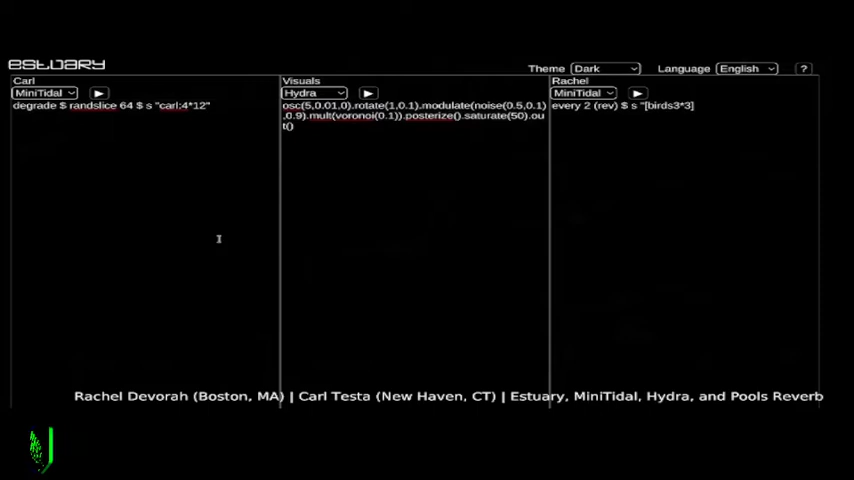 estuary
Theme Dark Language English ?
Carl
MiniTidal
degrade $ randslice 64 $ s "carl:4*12"
Visuals
Hydra
osc(5,0.01,0).rotate(1,0.1).modulate(noise(0.5,0.1)
,0.9).mult(voronoi(0.1)).posterize().saturate(50).ou
t()
Rachel
MiniTidal
every 2 (rev) $ s "[birds3*3]
Rachel Devorah (Boston, MA) | Carl Testa (New Haven, CT) | Estuary, MiniTidal, Hydra, and Pools Reverb